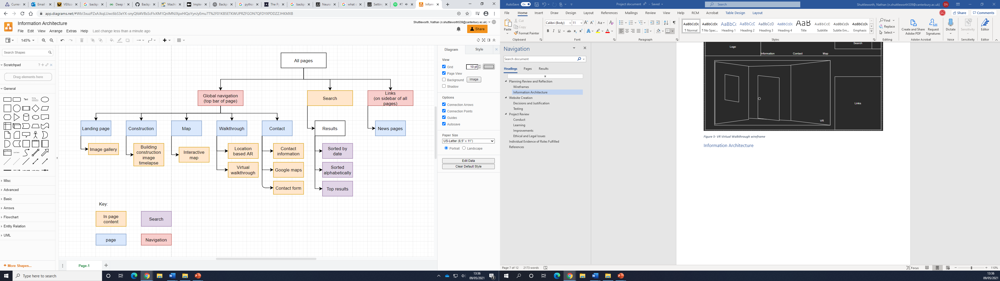 Curren
Email -
VEXco
backp
Deep N
Backpr
Machi
Imples
Backp
python
The Py
backp
Neural
what s
Setting
#7
Inform
app.diagrams.net/
Information Architecture
File Edit View Arrange Extras Help Last change less than a minute ago
Shuttleworth, Nathan (n.shuttleworth539@canterbury.ac.uk)
Share
145%
Search Shapes
Scratchpad
Drag elements here
General
Text
List Item
Misc
Advanced
Basic
Arrows
Flowchart
Entity Relation
UML
+ More Shapes...
All pages
Global navigation
(top bar of page)
Search
Links
(on sidebar of all
pages)
Landing page
Construction
Map
Walkthrough
Contact
Results
News pages
Image gallery
Building
construction
image
timelapse
Interactive
map
Location
based AR
Virtual
walkthrough
Contact
information
Google maps
Contact form
Sorted by
date
Sorted
alphabetically
Top results
Key:
In page
content
Search
page
Navigation
Page-1
Diagram Style
View
Grid 10 pt
Page View
Background Image
Shadow
Options
Connection Arrows
Connection Points
Guides
Autosave
Paper Size
US-Letter (8,5" x 11")
Portrait Landscape
Edit Data
Clear Default Style
Type here to search
13:36
09/05/2021
3
AutoSave On
Project document - Saved
Search
Shuttleworth, Nathan (n.shuttleworth539@canterbury.ac.uk) SN
File Home Insert Draw Design Layout References Mailings Review View Help RCM Acrobat Table Design Layout
GC Share Comments
Paste
Cut
Copy
Format Painter
Clipboard
Calibri (Body) 11
Font
Paragraph
AaBbCcDc AaBbCcDc AaBbC( AaBbCcD AaBbCcD AaBbCcDc AaB AaBbCcD AaBbCcDc AaBbCcDc
¶ Normal ¶ No Spac... Heading 1 Heading 2 Heading 3 Heading 4 Title Subtitle Subtle Em... Emphasis
Styles
Find
Replace
Select
Editing
Create and Share
Adobe PDF
Request
Signatures
Adobe Acrobat
Dictate
Voice
Sensitivity
Sensitivity
Editor
Editor
Navigation
Search document
Headings Pages Results
Planning Review and Reflection
Wireframes
Information Architecture
Website Creation
Decisions and Justification
Testing
Project Review
Conduct
Learning
Improvements
Ethical and Legal Issues
Individual Evidence of Roles Fulfilled
References
Logo
Search
Information Contact Map
Links
VR
Figure 5- VR Virtual Walkthrough wireframe
Information Architecture
Page 7 of 12 2173 words
Focus
110%
13:36
09/05/2021